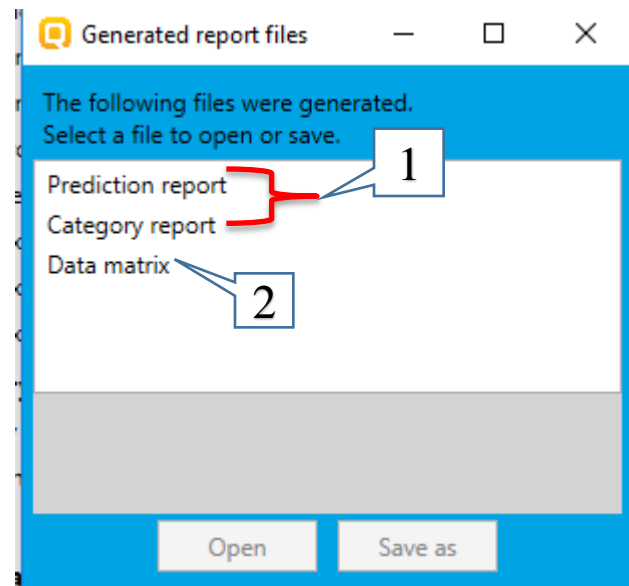 Generated report files
The following files were generated.
Select a file to open or save.
1
Prediction report
Category report
Data matrix
2
Open
Save as